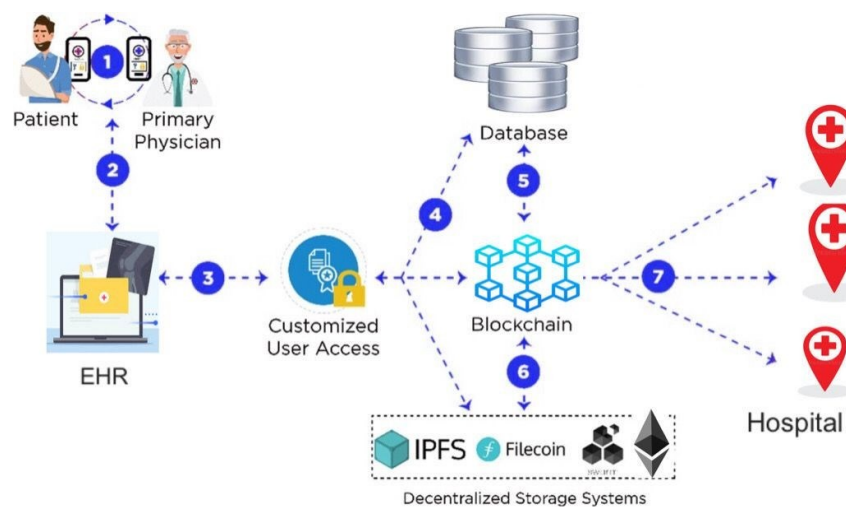 1
Patient
Primary
Physician
2
EHR
3
Customized
User Access
4
Database
5
Blockchain
6
7
IPFS
Filecoin
Decentralized Storage Systems
Hospital